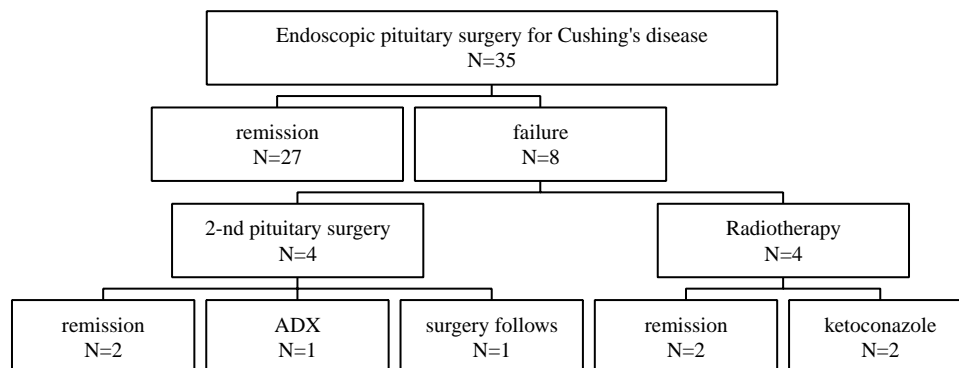 Endoscopic pituitary surgery for Cushing's disease
N=35
remission
N=27
failure
N=8
2-nd pituitary surgery
N=4
Radiotherapy
N=4
remission
N=2
ADX
N=1
surgery follows
N=1
remission
N=2
ketoconazole
N=2